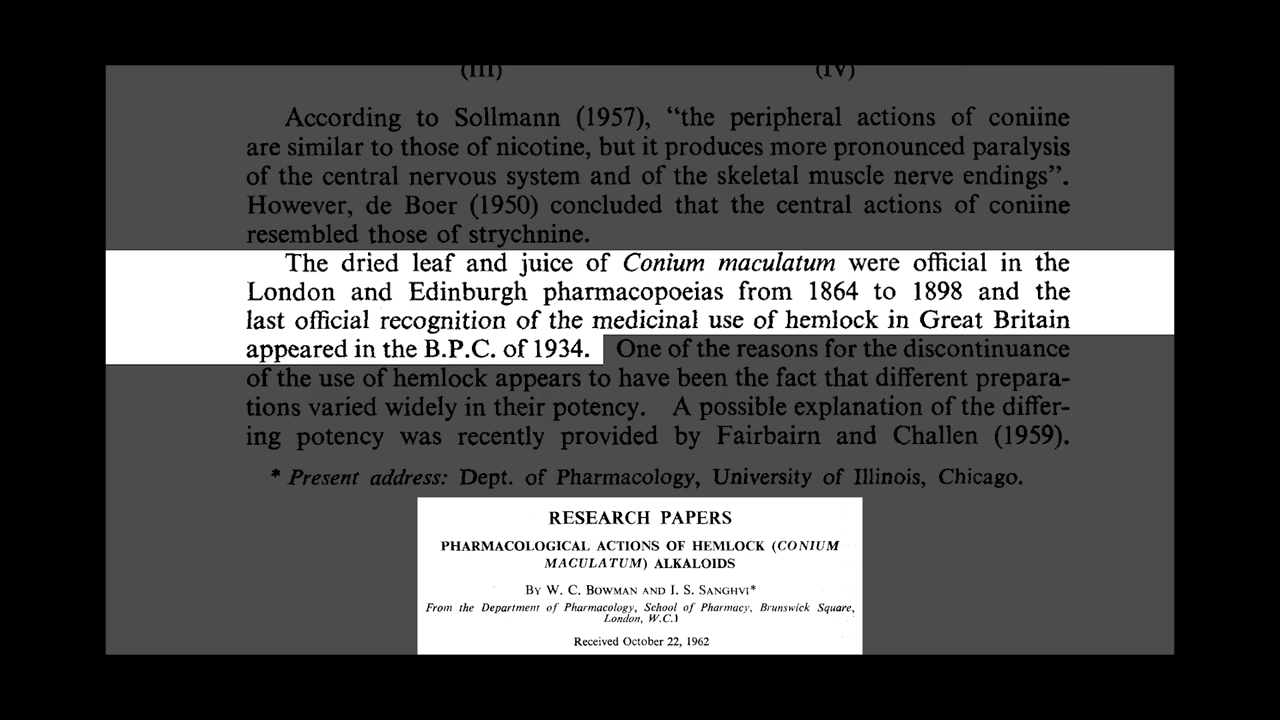 (III) (IV)
According to Sollmann (1957), “the peripheral actions of coniine
are similar to those of nicotine, but it produces more pronounced paralysis
of the central nervous system and of the skeletal muscle nerve endings”.
However, de Boer (1950) concluded that the central actions of coniine
resembled those of strychnine.
The dried leaf and juice of Conium maculatum were official in the
London and Edinburgh pharmacopoeias from 1864 to 1898 and the
last official recognition of the medicinal use of hemlock in Great Britain
appeared in the B.P.C. of 1934. One of the reasons for the discontinuance
of the use of hemlock appears to have been the fact that different prepara-
tions varied widely in their potency. A possible explanation of the differ-
ing potency was recently provided by Fairbairn and Challen (1959).
* Present address: Dept. of Pharmacology, University of Illinois, Chicago.
RESEARCH PAPERS
PHARMACOLOGICAL ACTIONS OF HEMLOCK (CONIUM
MACULATUM) ALKALOIDS
BY W. C. BOWMAN AND I. S. SANGHVI*
From the Department of Pharmacology, School of Pharmacy, Brunswick Square,
London, W.C.1
Received October 22, 1962